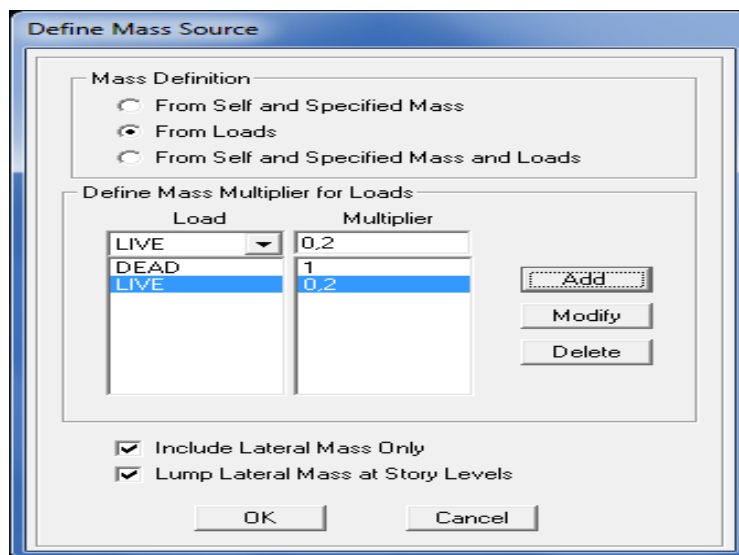 Define Mass Source
Mass Definition
From Self and Specified Mass
From Loads
From Self and Specified Mass and Loads
Define Mass Multiplier for Loads
Load Multiplier
LIVE 0,2
DEAD 1
LIVE 0,2
Add
Modify
Delete
Include Lateral Mass Only
Lump Lateral Mass at Story Levels
OK Cancel